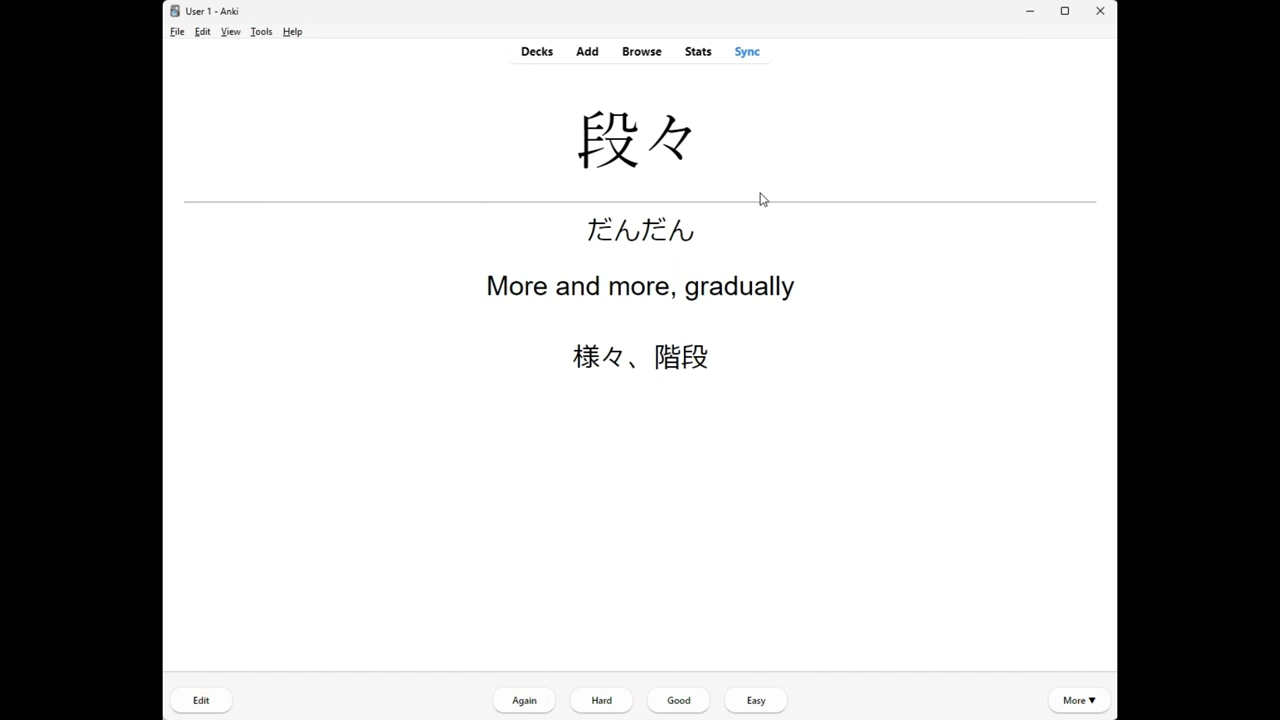 User 1 - Anki
File Edit View Tools Help
Decks Add Browse Stats Sync
段々
だんだん
More and more, gradually
様々、階段
Edit Again Hard Good Easy More ▼